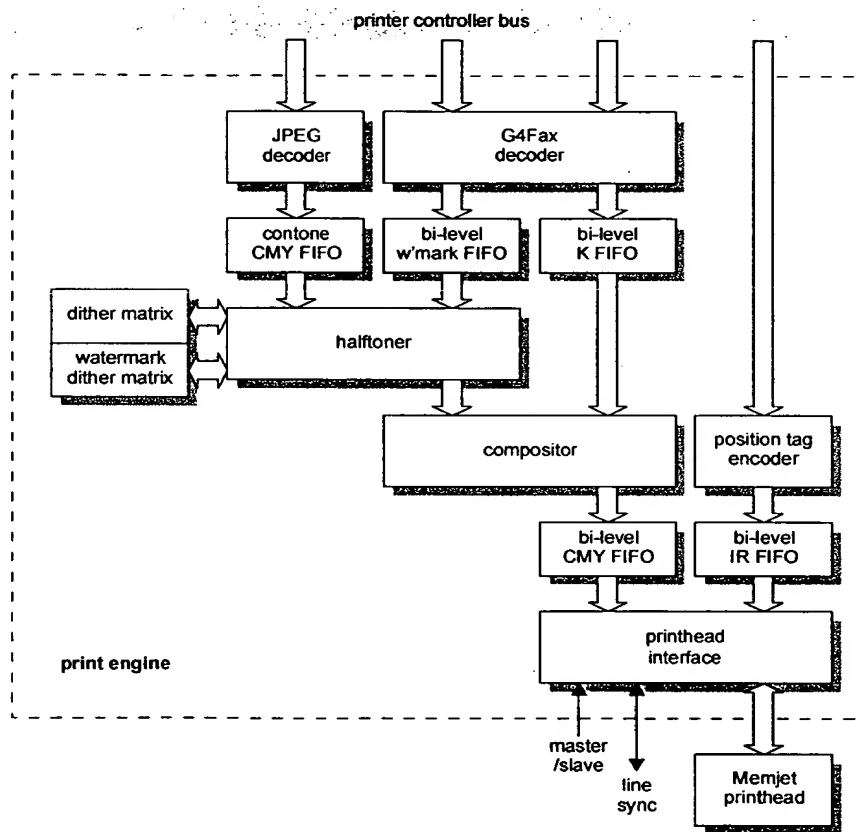 printer controller bus
JPEG
decoder
G4Fax
decoder
contone
CMY FIFO
bi-level
w'mark FIFO
bi-level
K FIFO
dither matrix
watermark
dither matrix
halftoner
compositor
position tag
encoder
bi-level
CMY FIFO
bi-level
IR FIFO
printhead
interface
print engine
master
/slave
line
sync
Memjet
printhead